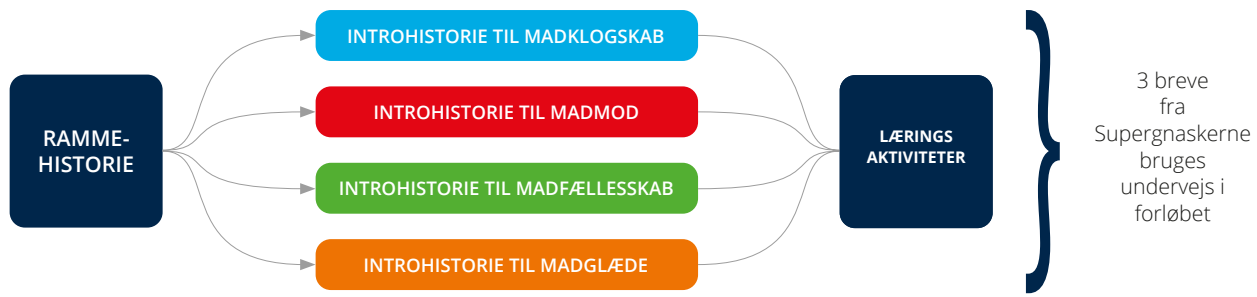 RAMME-
HISTORIE
INTROHISTORIE TIL MADKLOGSKAB
INTROHISTORIE TIL MADMOD
INTROHISTORIE TIL MADFÆLLESSKAB
INTROHISTORIE TIL MADGLÆDE
LÆRINGS
AKTIVITETER
3 breve
fra
Supergnaskerne
bruges
undervejs i
forløbet